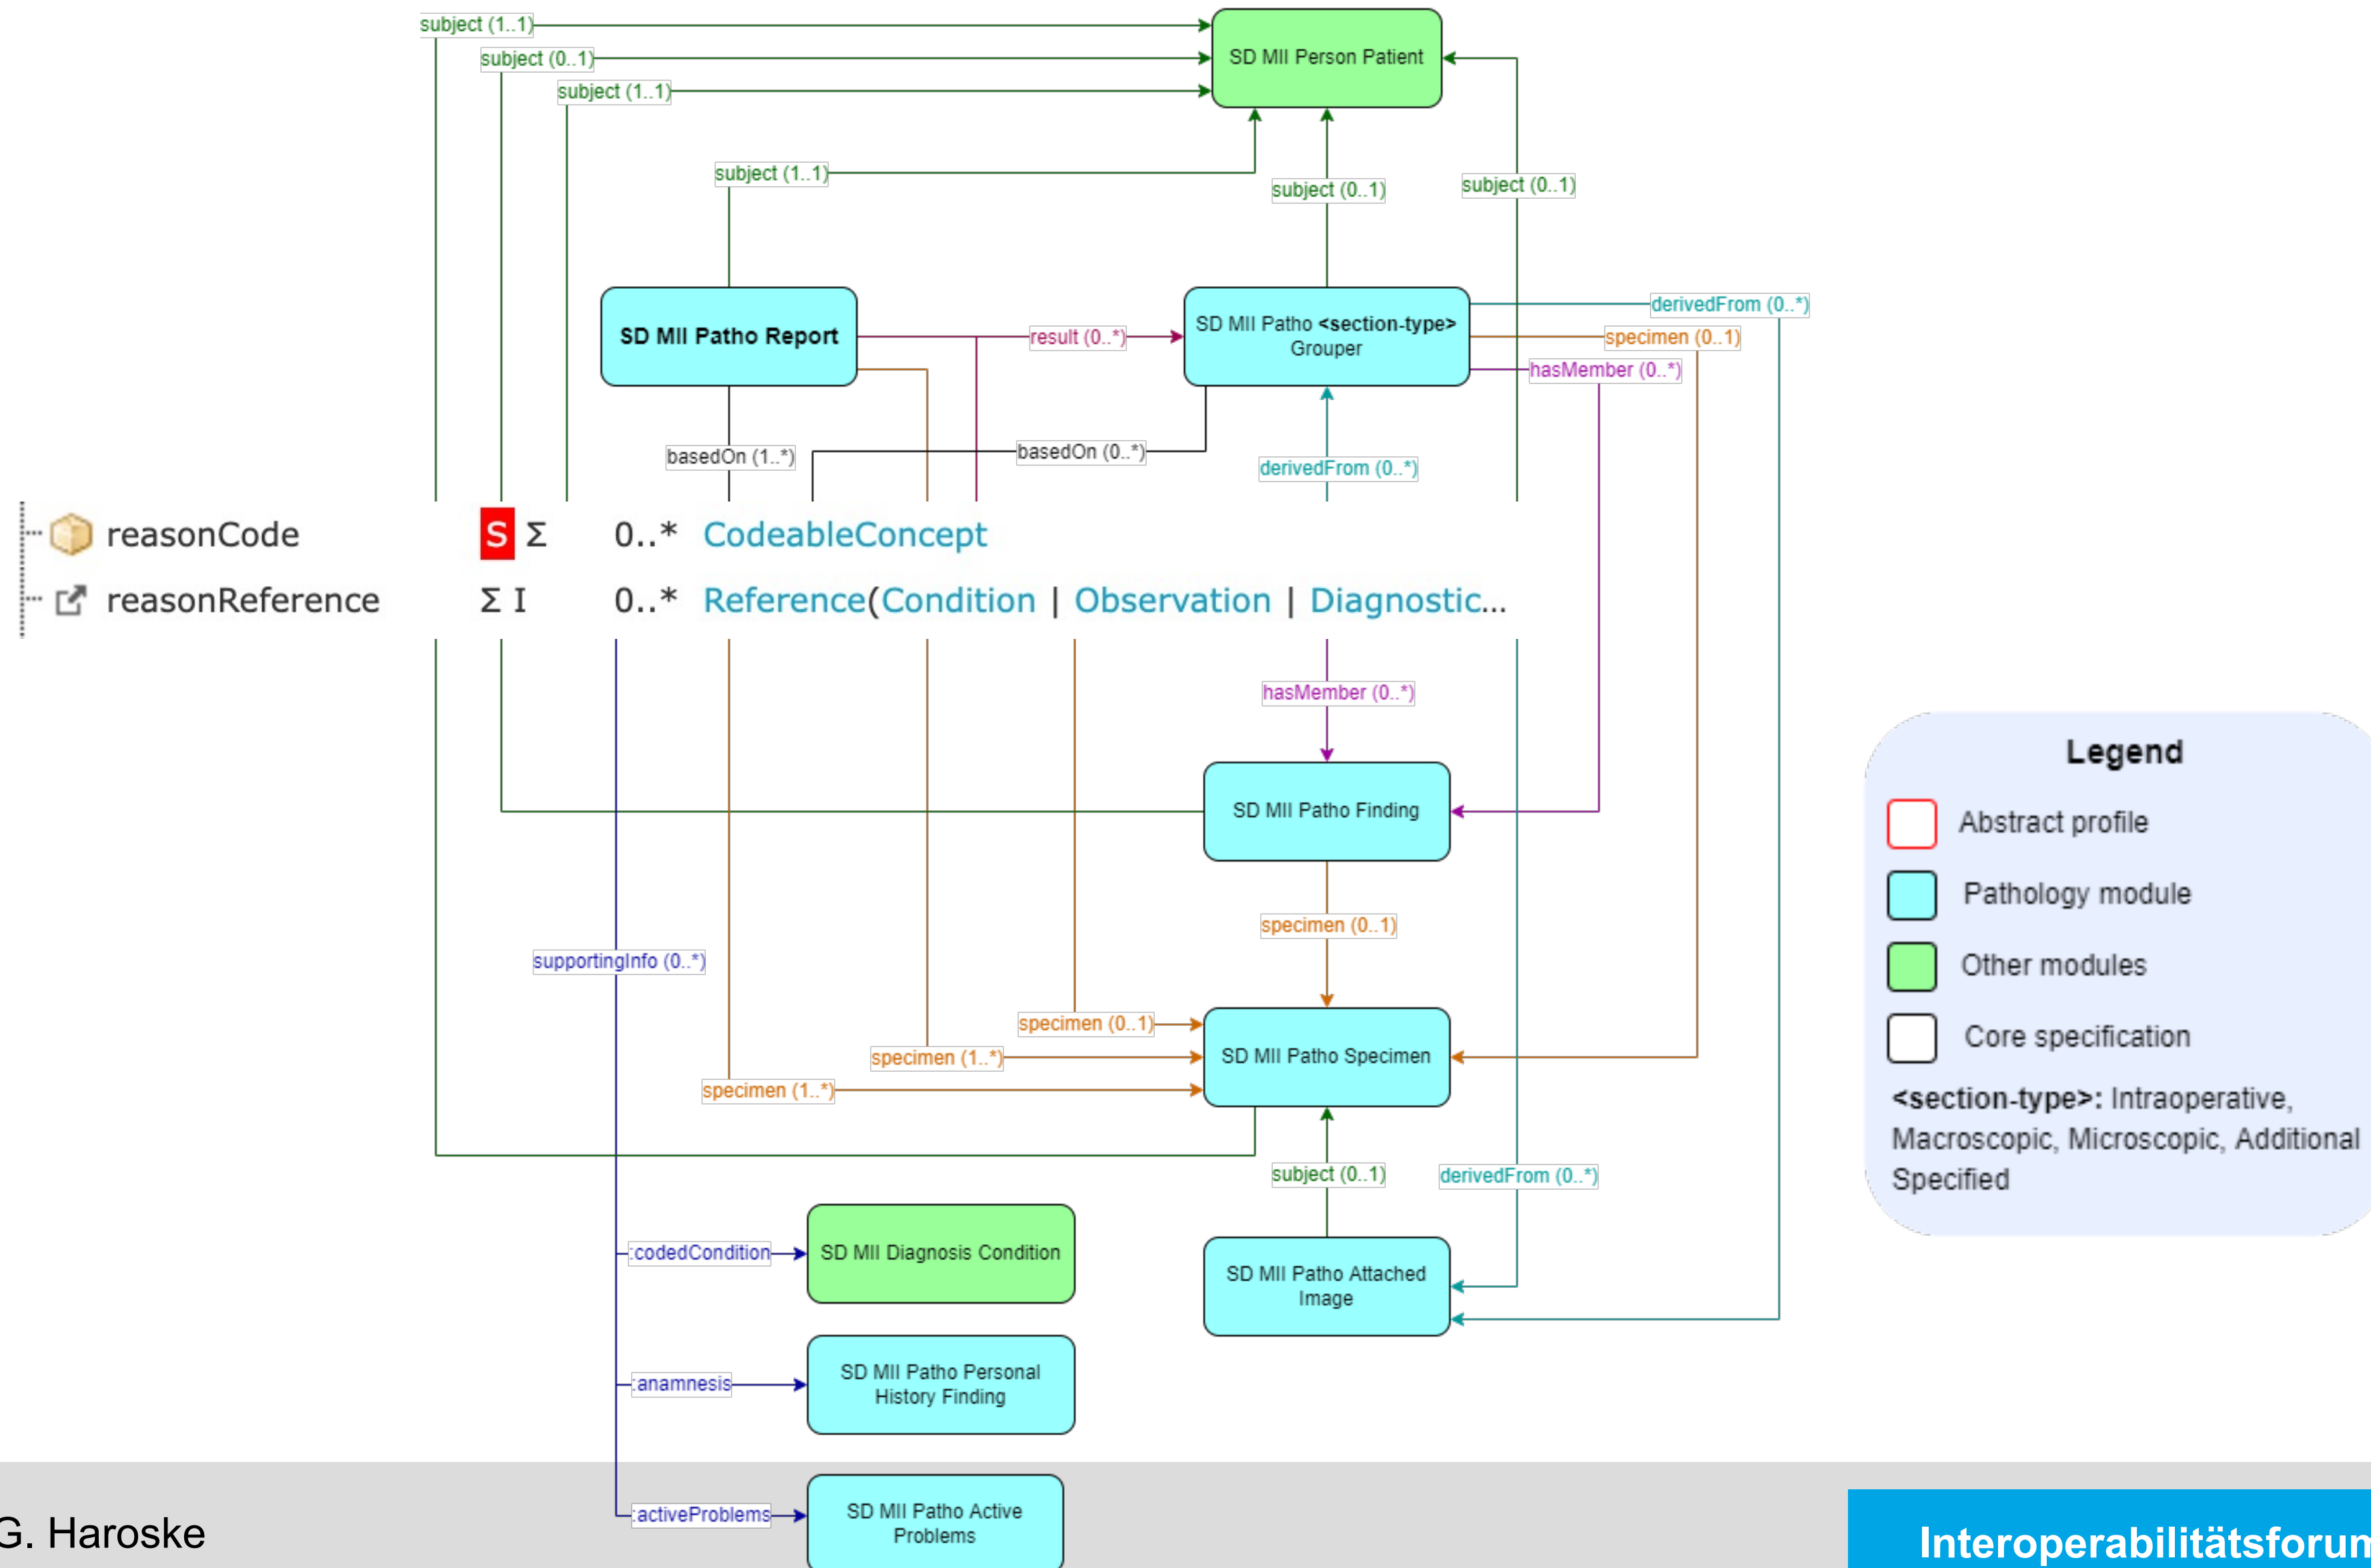 subject (1..1)
subject (0..1)
subject (1..1)
SD MII Person Patient
subject (1..1)
subject (0..1)
subject (0..1)
SD MII Patho Report
result (0..*)
SD MII Patho <section-type>
Grouper
derivedFrom (0..*)
specimen (0..1)
hasMember (0..*)
basedOn (1..*)
basedOn (0..*)
derivedFrom (0..*)
reasonCode S Σ 0..* CodeableConcept
reasonReference Σ I 0..* Reference(Condition | Observation | Diagnostic...
hasMember (0..*)
SD MII Patho Finding
specimen (0..1)
supportingInfo (0..*)
specimen (0..1)
specimen (1..*)
specimen (1..*)
SD MII Patho Specimen
subject (0..1)
derivedFrom (0..*)
:codedCondition
SD MII Diagnosis Condition
SD MII Patho Attached
Image
:anamnesis
SD MII Patho Personal
History Finding
:activeProblems
SD MII Patho Active
Problems
Legend
Abstract profile
Pathology module
Other modules
Core specification
<section-type>: Intraoperative,
Macroscopic, Microscopic, Additional
Specified
G. Haroske
Interoperabilitätsforum